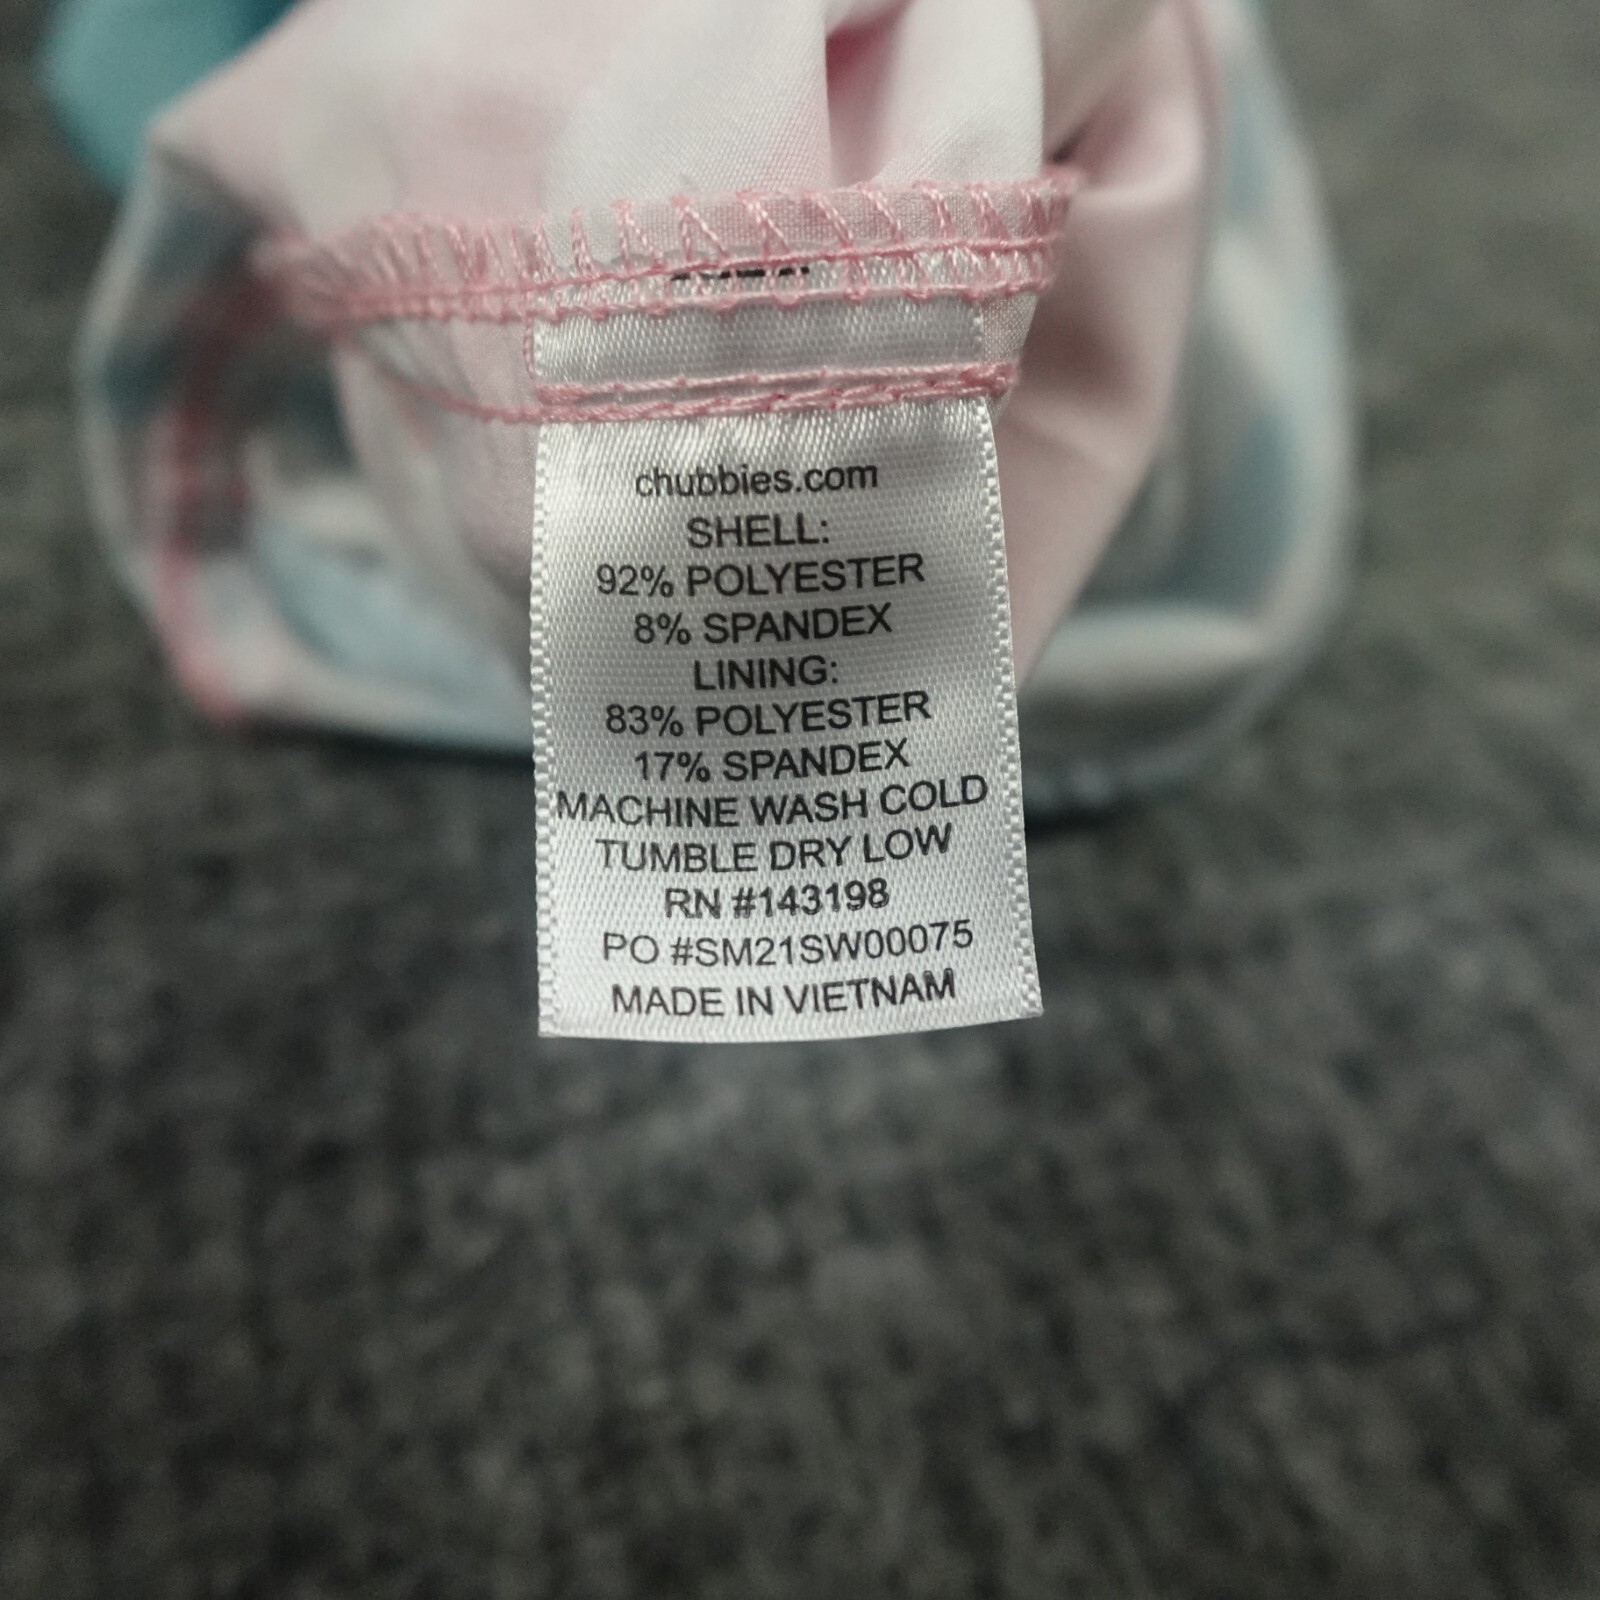 chubbies.com
SHELL:
92% POLYESTER
8% SPANDEX
LINING:
83% POLYESTER
17% SPANDEX
MACHINE WASH COLD
TUMBLE DRY LOW
RN #143198
PO #SM21SW00075
MADE IN VIETNAM